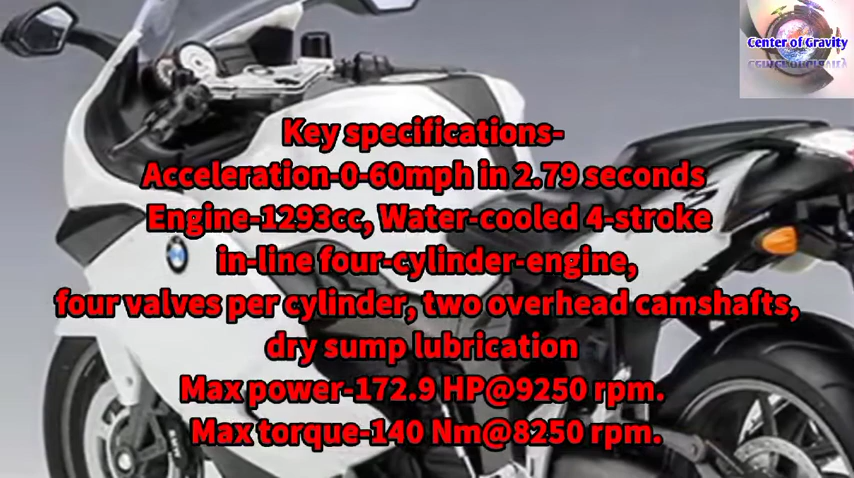 Center of Gravity
Key specifications-
Acceleration-0-60mph in 2.79 seconds
Engine-1293cc, Water-cooled 4-stroke
in-line four-cylinder-engine,
four valves per cylinder, two overhead camshafts,
dry sump lubrication
Max power-172.9 HP@9250 rpm.
Max torque-140 Nm@8250 rpm.